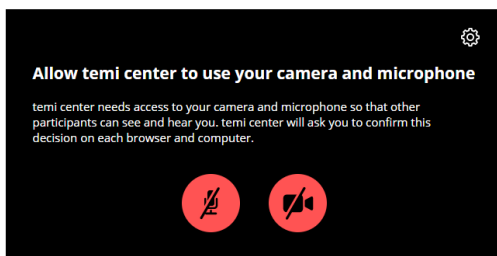 Allow temi center to use your camera and microphone
temi center needs access to your camera and microphone so that other
participants can see and hear you. temi center will ask you to confirm this
decision on each browser and computer.